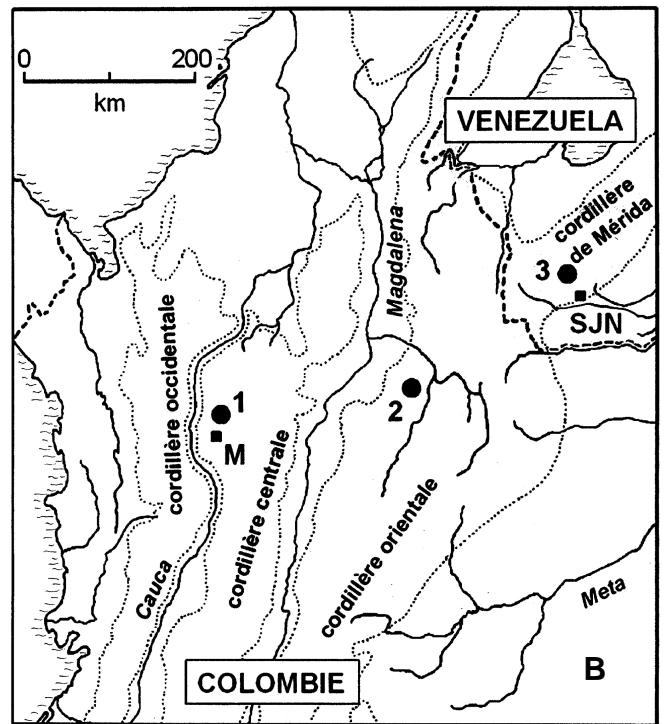 0 200
km
VENEZUELA
cordillère
de Mérida
Magdalena
3
SJN
cordillère occidentale
1
2
M
cordillère centrale
cordillère orientale
Cauca
Meta
COLOMBIE
B